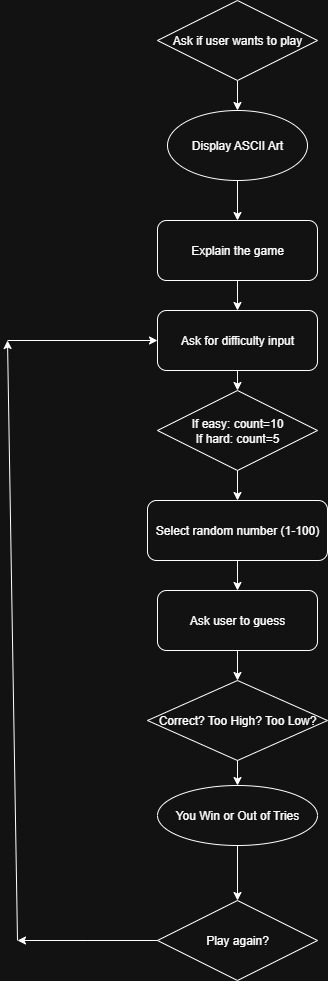 Ask if user wants to play
Display ASCII Art
Explain the game
Ask for difficulty input
If easy: count=10
If hard: count=5
Select random number (1-100)
Ask user to guess
Correct? Too High? Too Low?
You Win or Out of Tries
Play again?